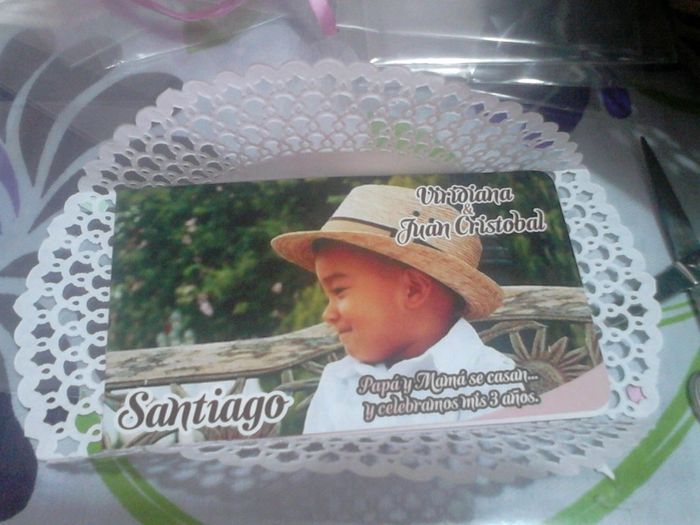 Viridiana
&
Juan Cristobal
Santiago
Papá y Mamá se casan...
y celebramos mis 3 años.